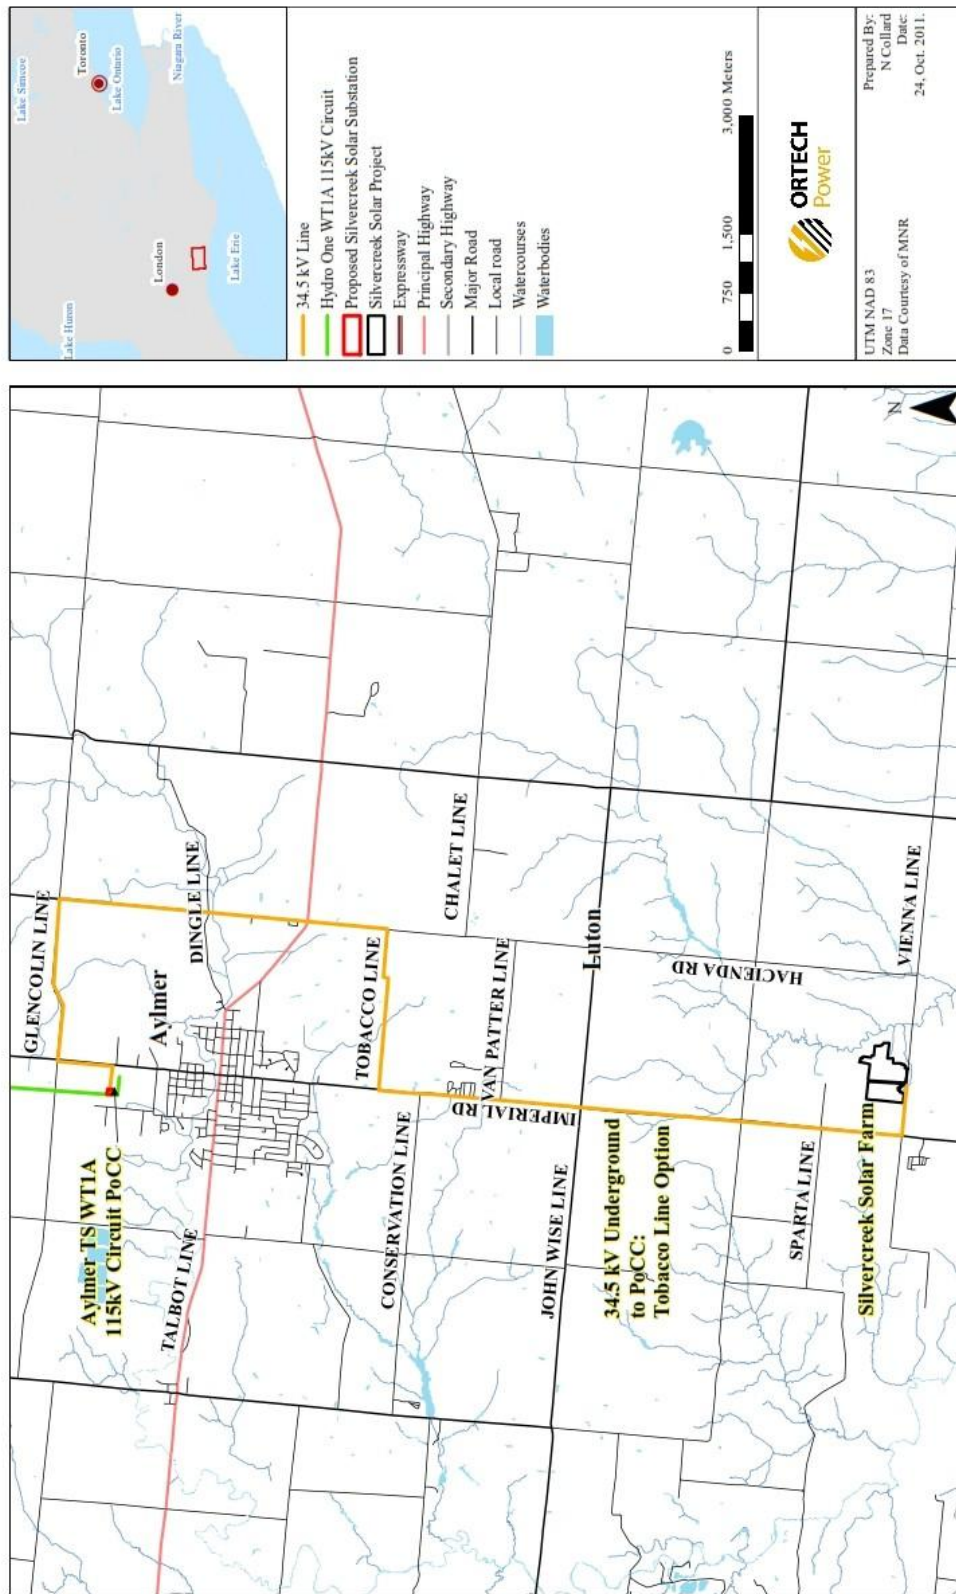 GLENCOLIN LINE
DINGLE LINE
Aylmer
Aylmer TS WT1A
115kV Circuit PoCC
TALBOT LINE
TOBACCO LINE
CHALET LINE
VAN PATTER LINE
IMPERIAL RD
CONSERVATION LINE
Luton
JOHN WISE LINE
34.5 kV Underground
to PoCC:
Tobacco Line Option
HACIENDA RD
SPARTA LINE
VIENNA LINE
Silvercreek Solar Farm
N
Lake Simcoe
Toronto
Lake Ontario
Niagara River
Lake Huron
London
Lake Erie
34.5 kV Line
Hydro One WT1A 115kV Circuit
Proposed Silvercreek Solar Substation
Silvercreek Solar Project
Expressway
Principal Highway
Secondary Highway
Major Road
Local road
Watercourses
Waterbodies
0 750 1,500 3,000 Meters
ORTECH
Power
UTM NAD 83
Zone 17
Data Courtesy of MNR
Prepared By:
N Collard
Date:
24, Oct. 2011.